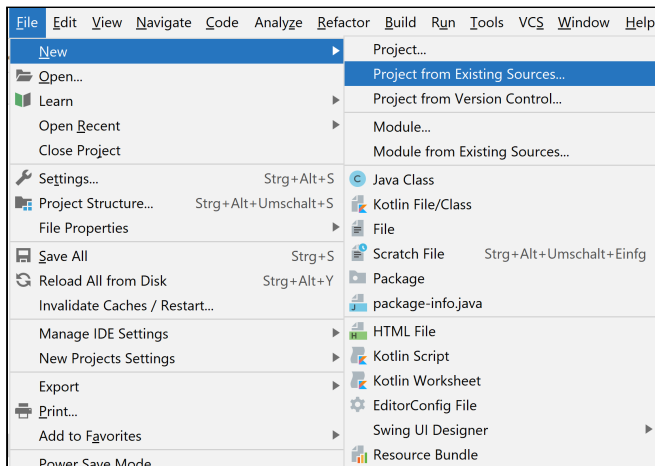 File Edit View Navigate Code Analyze Refactor Build Run Tools VCS Window Help
New
Open...
Learn
Open Recent
Close Project
Settings... Strg+Alt+S
Project Structure... Strg+Alt+Umschalt+S
File Properties
Save All Strg+S
Reload All from Disk Strg+Alt+Y
Invalidate Caches / Restart...
Manage IDE Settings
New Projects Settings
Export
Print...
Add to Favorites
Power Save Mode
Project...
Project from Existing Sources...
Project from Version Control...
Module...
Module from Existing Sources...
C Java Class
Kotlin File/Class
File
Scratch File Strg+Alt+Umschalt+Einfg
Package
J package-info.java
H HTML File
Kotlin Script
Kotlin Worksheet
EditorConfig File
Swing UI Designer
Resource Bundle